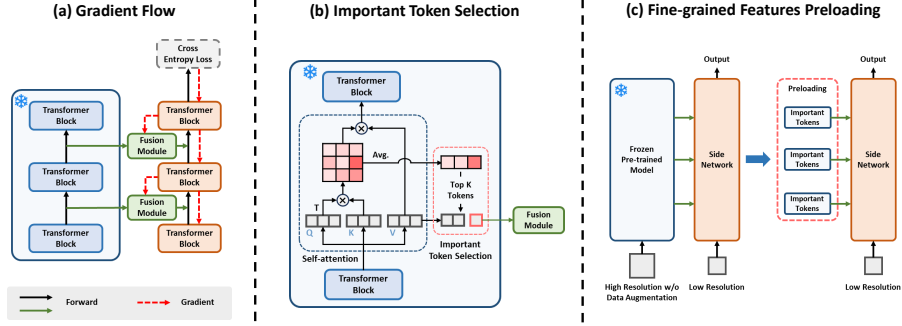 (a) Gradient Flow
Cross
Entropy Loss
Transformer
Block
Transformer
Block
Fusion
Module
Transformer
Block
Transformer
Block
Fusion
Module
Transformer
Block
Transformer
Block
Forward
Gradient
(b) Important Token Selection
Transformer
Block
Avg.
Top K
Tokens
T
Q
K
V
Self-attention
Important
Token Selection
Fusion
Module
Transformer
Block
(c) Fine-grained Features Preloading
Output
Output
Frozen
Pre-trained
Model
Side
Network
Preloading
Important
Tokens
Important
Tokens
Important
Tokens
Side
Network
High Resolution w/o
Data Augmentation
Low Resolution
Low Resolution